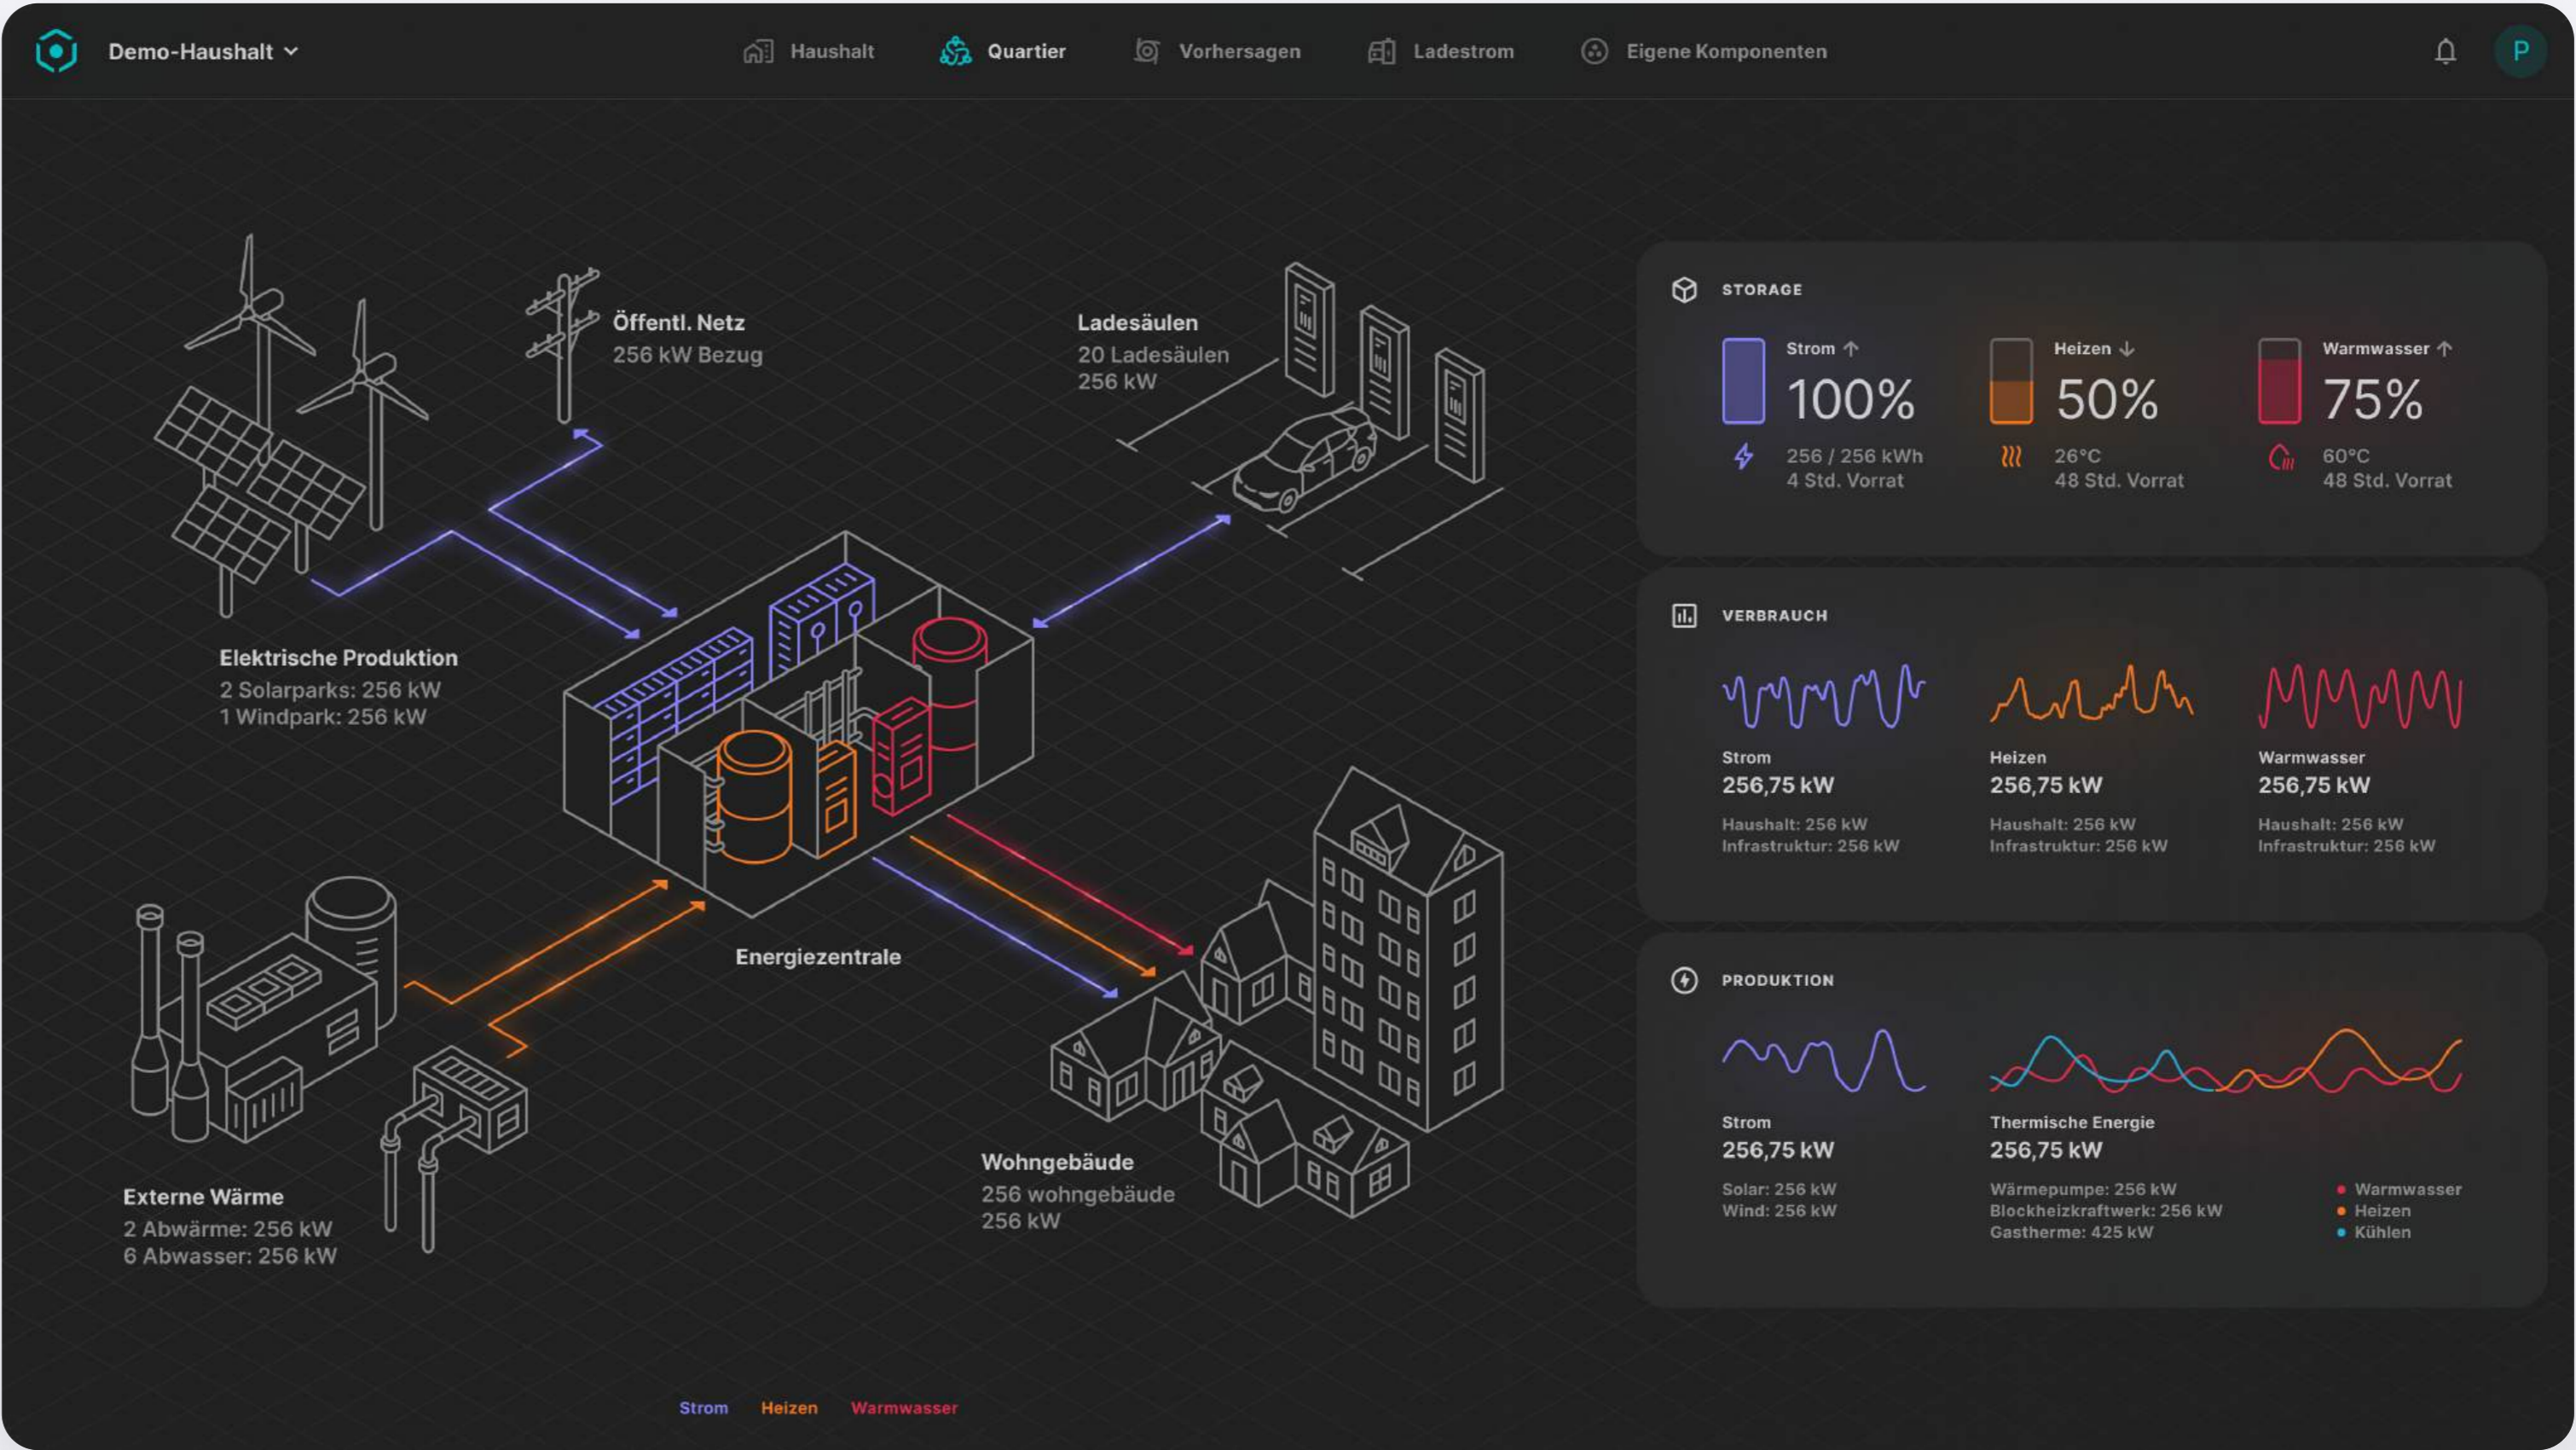 Demo-Haushalt
Haushalt
Quartier
Vorhersagen
Ladestrom
Eigene Komponenten
P
Öffentl. Netz
256 kW Bezug
Ladesäulen
20 Ladesäulen
256 kW
Elektrische Produktion
2 Solarparks: 256 kW
1 Windpark: 256 kW
Energiezentrale
Externe Wärme
2 Abwärme: 256 kW
6 Abwasser: 256 kW
Wohngebäude
256 wohngebäude
256 kW
Strom Heizen Warmwasser
STORAGE
Strom
100%
256 / 256 kWh
4 Std. Vorrat
Heizen
50%
26°C
48 Std. Vorrat
Warmwasser
75%
60°C
48 Std. Vorrat
VERBRAUCH
Strom
256,75 kW
Haushalt: 256 kW
Infrastruktur: 256 kW
Heizen
256,75 kW
Haushalt: 256 kW
Infrastruktur: 256 kW
Warmwasser
256,75 kW
Haushalt: 256 kW
Infrastruktur: 256 kW
PRODUKTION
Strom
256,75 kW
Solar: 256 kW
Wind: 256 kW
Thermische Energie
256,75 kW
Wärmepumpe: 256 kW
Blockheizkraftwerk: 256 kW
Gastherme: 425 kW
Warmwasser
Heizen
Kühlen